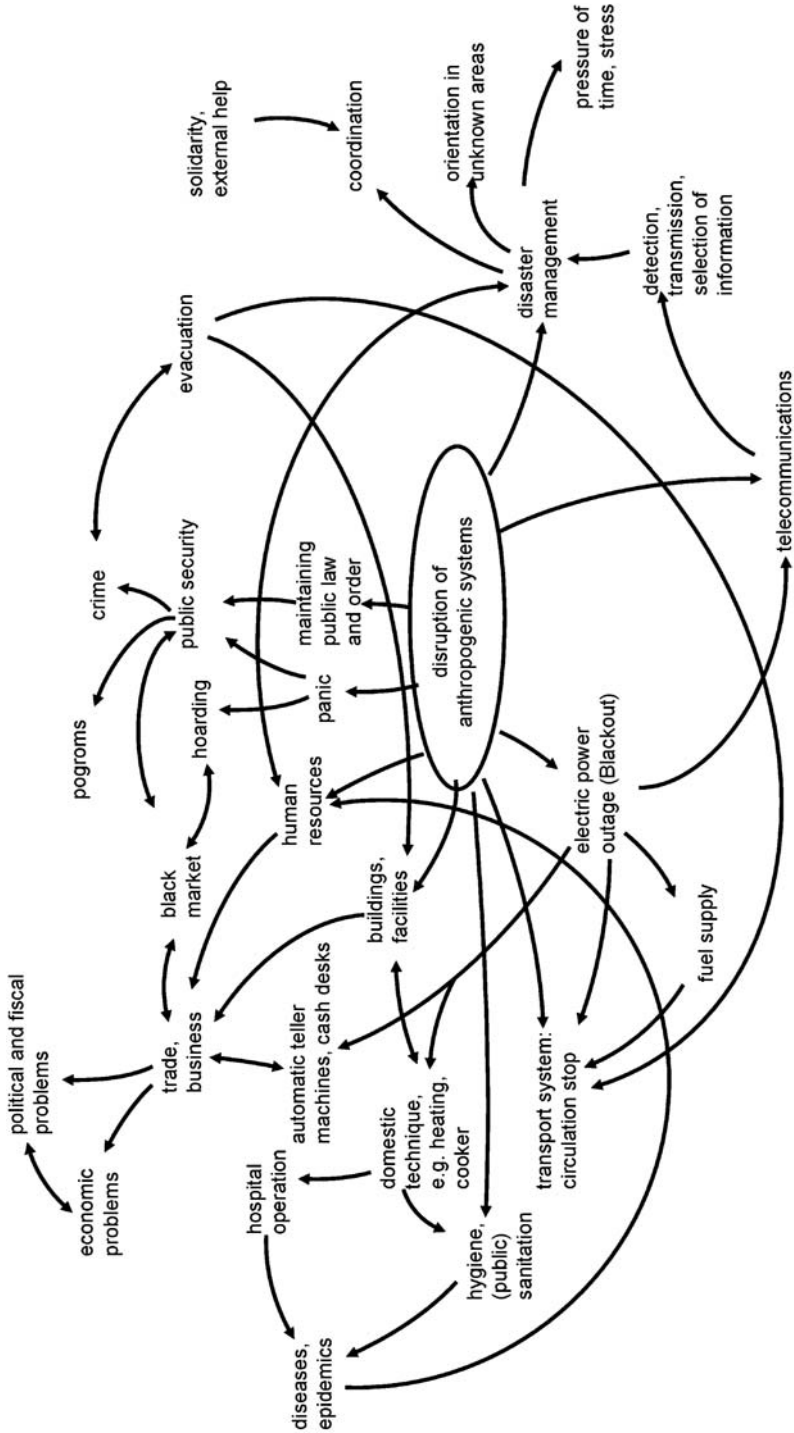 political and fiscal
problems
economic
problems
pogroms
crime
evacuation
solidarity,
external help
trade,
business
black
market
hoarding
public security
coordination
hospital
operation
automatic teller
machines, cash desks
human
resources
panic
maintaining
public law
and order
diseases,
epidemics
domestic
technique,
e.g. heating,
cooker
buildings,
facilities
disaster
management
orientation in
unknown areas
hygiene,
(public)
sanitation
disruption of
anthropogenic systems
pressure of
time, stress
transport system:
circulation stop
electric power
outage (Blackout)
detection,
transmission,
selection of
information
fuel supply
telecommunications